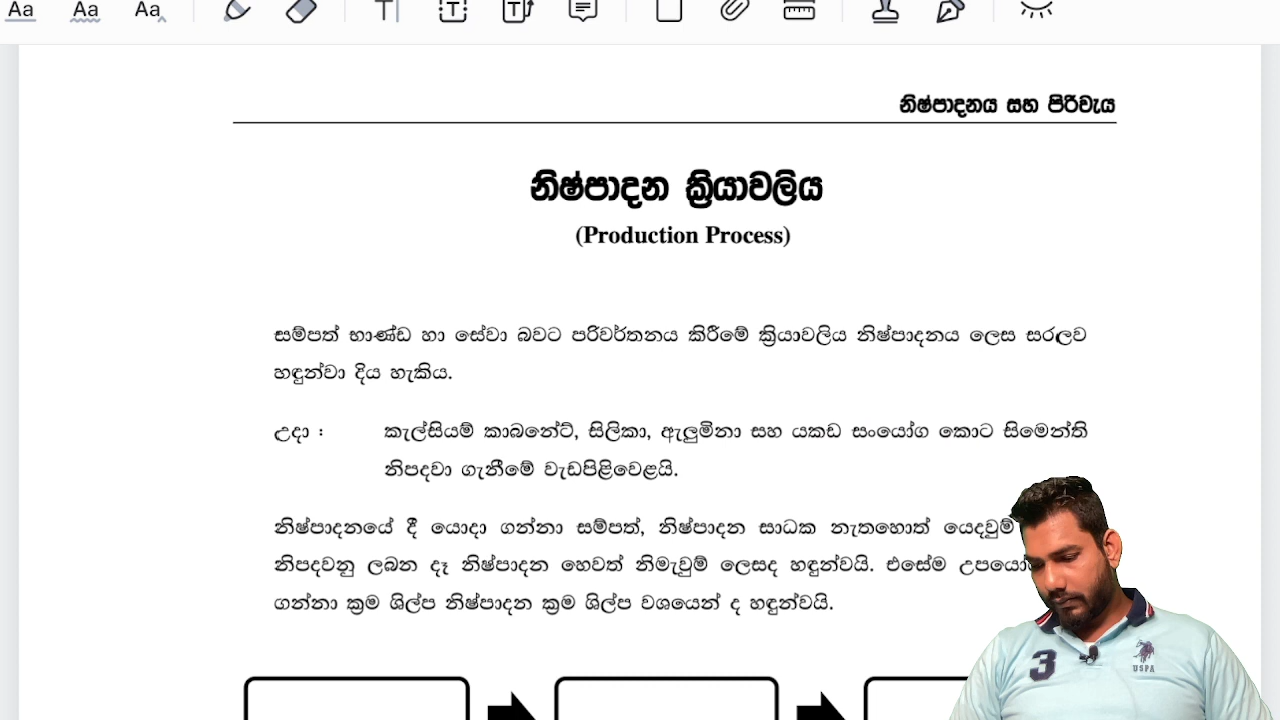 Aa Aa Aa T T T
නිෂ්පාදනය සහ පිරිවැය
නිෂ්පාදන ක්‍රියාවලිය
(Production Process)
සම්පත් භාණ්ඩ හා සේවා බවට පරිවර්තනය කිරීමේ ක්‍රියාවලිය නිෂ්පාදනය ලෙස සරලව
හඳුන්වා දිය හැකිය.
උදා : කැල්සියම් කාබනේට්, සිලිකා, ඇලුමිනා සහ යකඩ සංයෝග කොට සිමෙන්ති
නිපදවා ගැනීමේ වැඩපිළිවෙළයි.
නිෂ්පාදනයේ දී යොදා ගන්නා සම්පත්, නිෂ්පාදන සාධක නැතහොත් යෙදවුම්
නිපදවනු ලබන දෑ නිෂ්පාදන හෙවත් නිමැවුම් ලෙසද හඳුන්වයි. එසේම
ගන්නා ක්‍රම ශිල්ප නිෂ්පාදන ක්‍රම ශිල්ප වශයෙන් ද හඳුන්වයි.
3
USPA